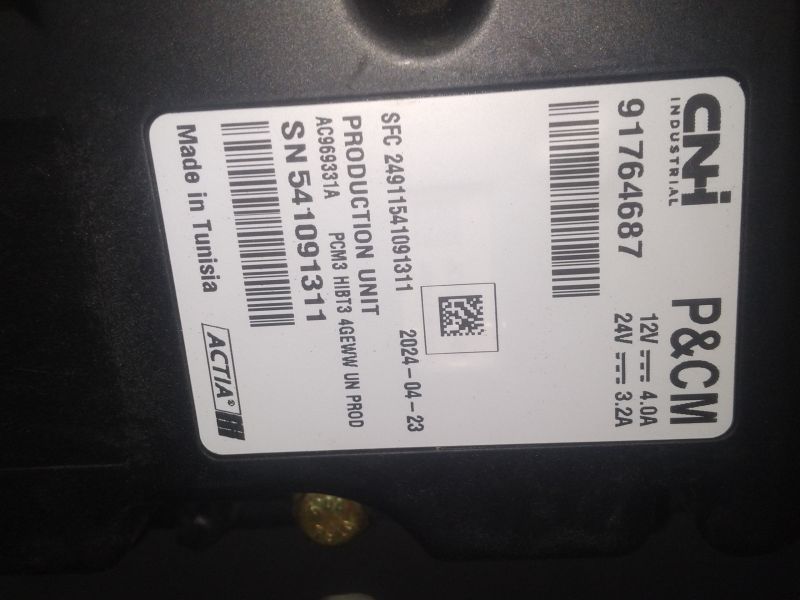 CNH
INDUSTRIAL
P&CM
91764687
12V ⎓ 4.0A
24V ⎓ 3.2A
SFC 24911541091311 2024-04-23
PRODUCTION UNIT
AC969331A PCM3 HIBT3 4GEWW UN PROD
SN 541091311
Made in Tunisia
ACTIA®